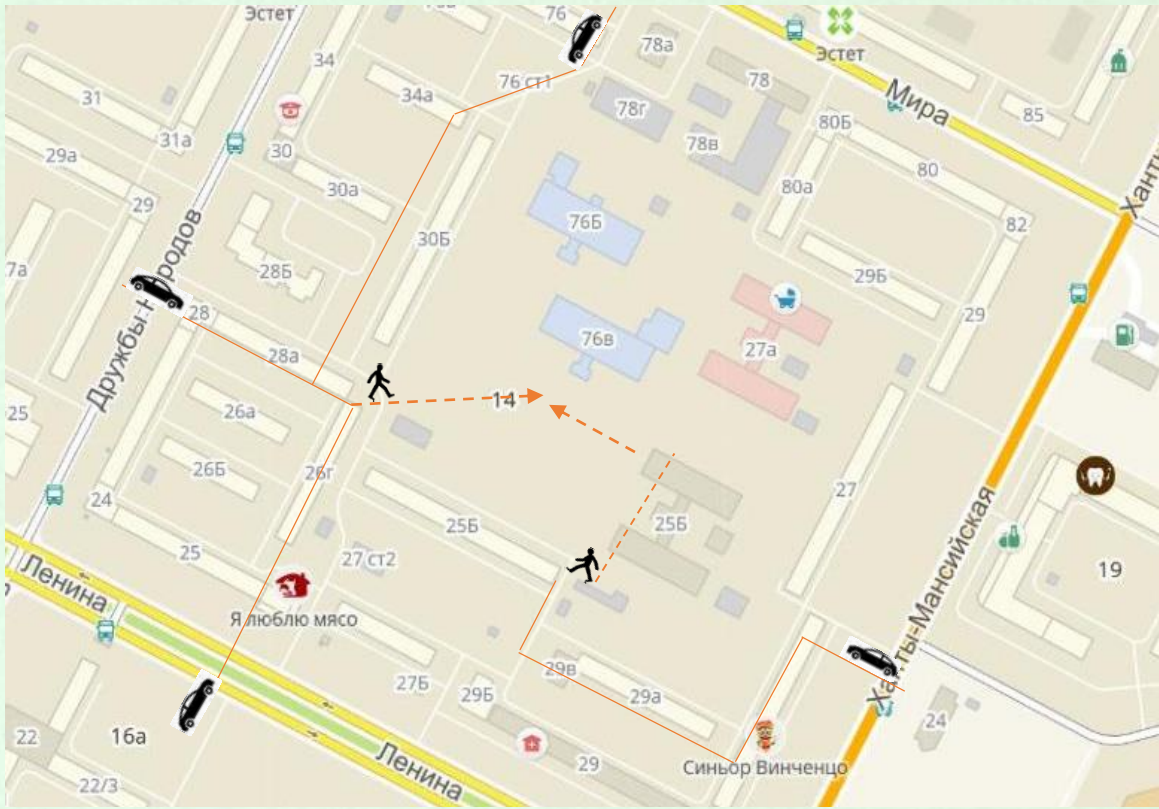 Эстет
76
78а
Эстет
34
76 ст1
78
34а
31
78г
Мира
85
80Б
31а
78в
30
29а
80
30а
80а
29
76Б
82
30Б
Ханты
7а
28Б
29Б
28
29
76в
28а
27а
Дружбы Народов
14
25
26а
26Б
26г
27
24
25Б
25Б
25
27 ст2
19
Ленина
Ханты-Мансийская
Я люблю мясо
29в
27Б
29Б
29а
24
22
16а
29
Ленина
Синьор Винченцо
22/3